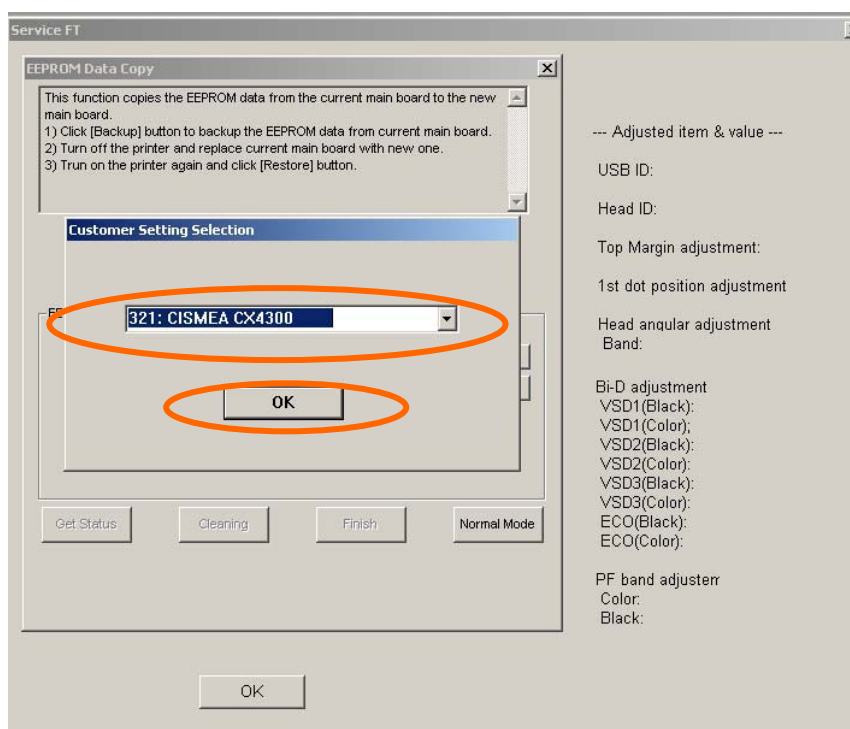 Service FT
EEPROM Data Copy
This function copies the EEPROM data from the current main board to the new
main board.
1) Click [Backup] button to backup the EEPROM data from current main board.
2) Turn off the printer and replace current main board with new one.
3) Trun on the printer again and click [Restore] button.
Customer Setting Selection
321: CISMEA CX4300
OK
Get Status
Cleaning
Finish
Normal Mode
OK
--- Adjusted item & value ---
USB ID:
Head ID:
Top Margin adjustment:
1st dot position adjustment
Head angular adjustment
Band:
Bi-D adjustment
VSD1(Black):
VSD1(Color);
VSD2(Black):
VSD2(Color):
VSD3(Black):
VSD3(Color):
ECO(Black):
ECO(Color):
PF band adjustem
Color:
Black: